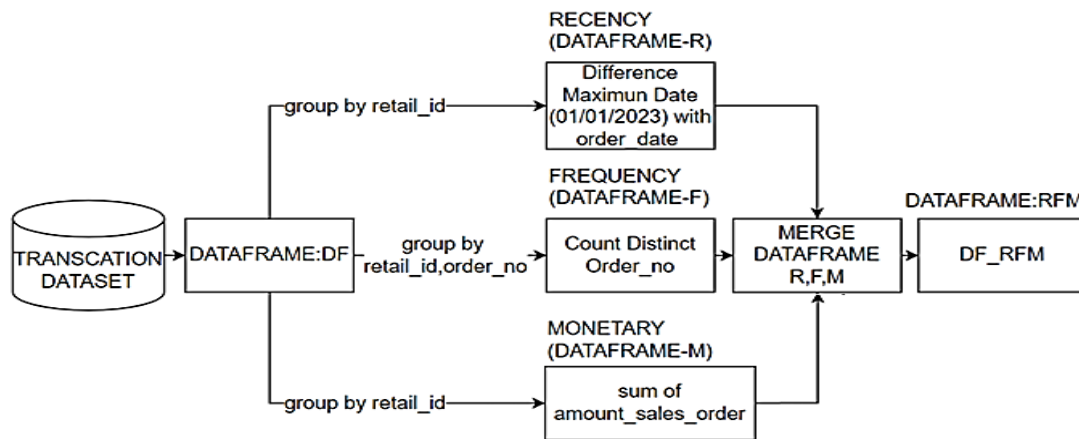 RECENCY
(DATAFRAME-R)
Difference
Maximun Date
(01/01/2023) with
order_date
group by retail_id
FREQUENCY
(DATAFRAME-F)
DATAFRAME:RFM
TRANSCATION
DATASET
DATAFRAME:DF
group by
retail_id,order_no
Count Distinct
Order_no
MERGE
DATAFRAME
R,F,M
DF_RFM
MONETARY
(DATAFRAME-M)
group by retail_id
sum of
amount_sales_order